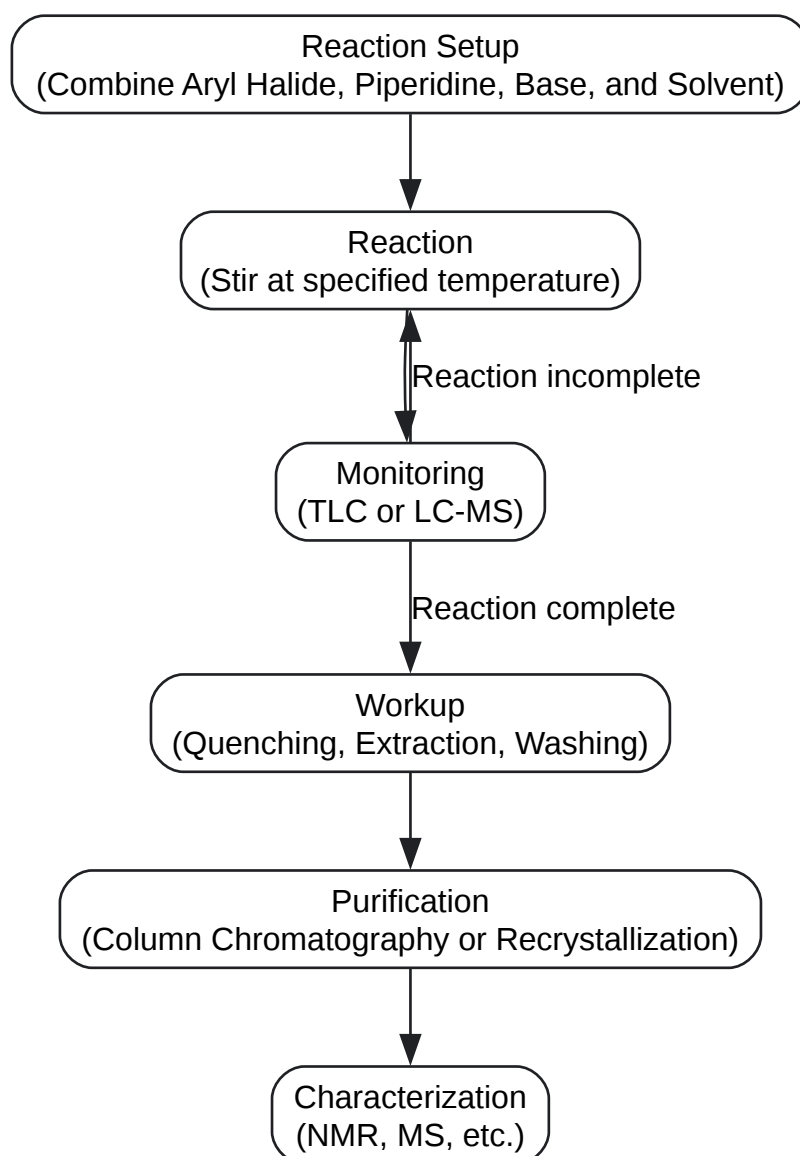 Reaction Setup
(Combine Aryl Halide, Piperidine, Base, and Solvent)
Reaction
(Stir at specified temperature)
Reaction incomplete
Monitoring
(TLC or LC-MS)
Reaction complete
Workup
(Quenching, Extraction, Washing)
Purification
(Column Chromatography or Recrystallization)
Characterization
(NMR, MS, etc.)